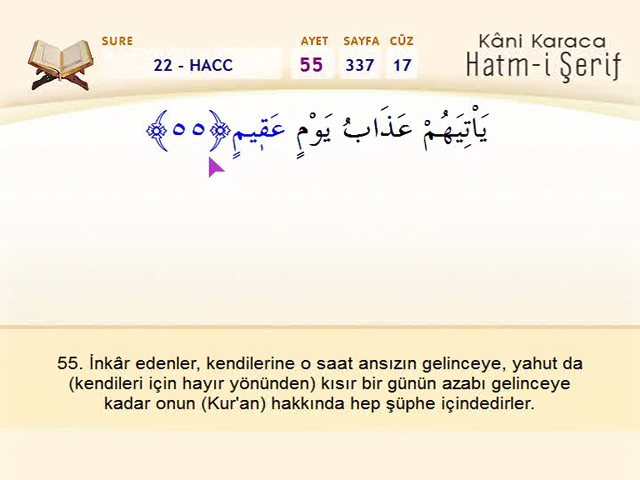 SURE AYET SAYFA CÜZ
22 - HACC 55 337 17
Kâni Karaca
Hatm-i Şerif
يَأْتِيَهُمْ عَذَابُ يَوْمٍ عَقٖيمٍ ﴿٥٥﴾
55. İnkâr edenler, kendilerine o saat ansızın gelinceye, yahut da
(kendileri için hayır yönünden) kısır bir günün azabı gelinceye
kadar onun (Kur'an) hakkında hep şüphe içindedirler.